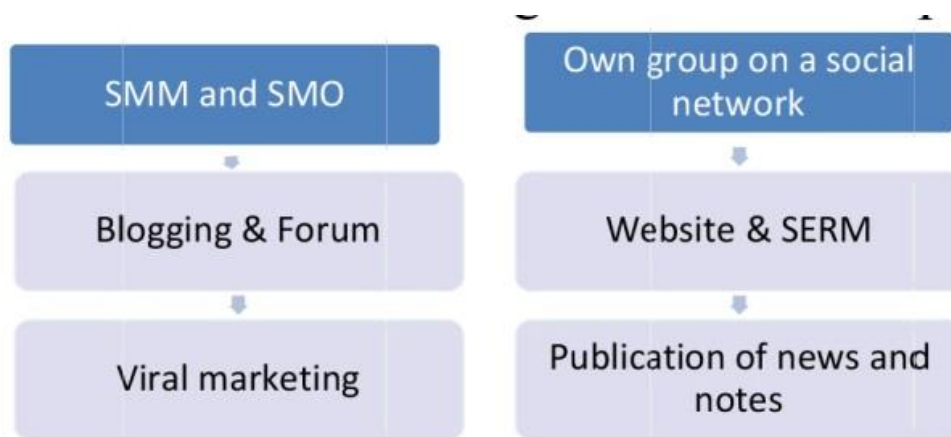 SMM and SMO
Blogging & Forum
Viral marketing
Own group on a social
network
Website & SERM
Publication of news and
notes